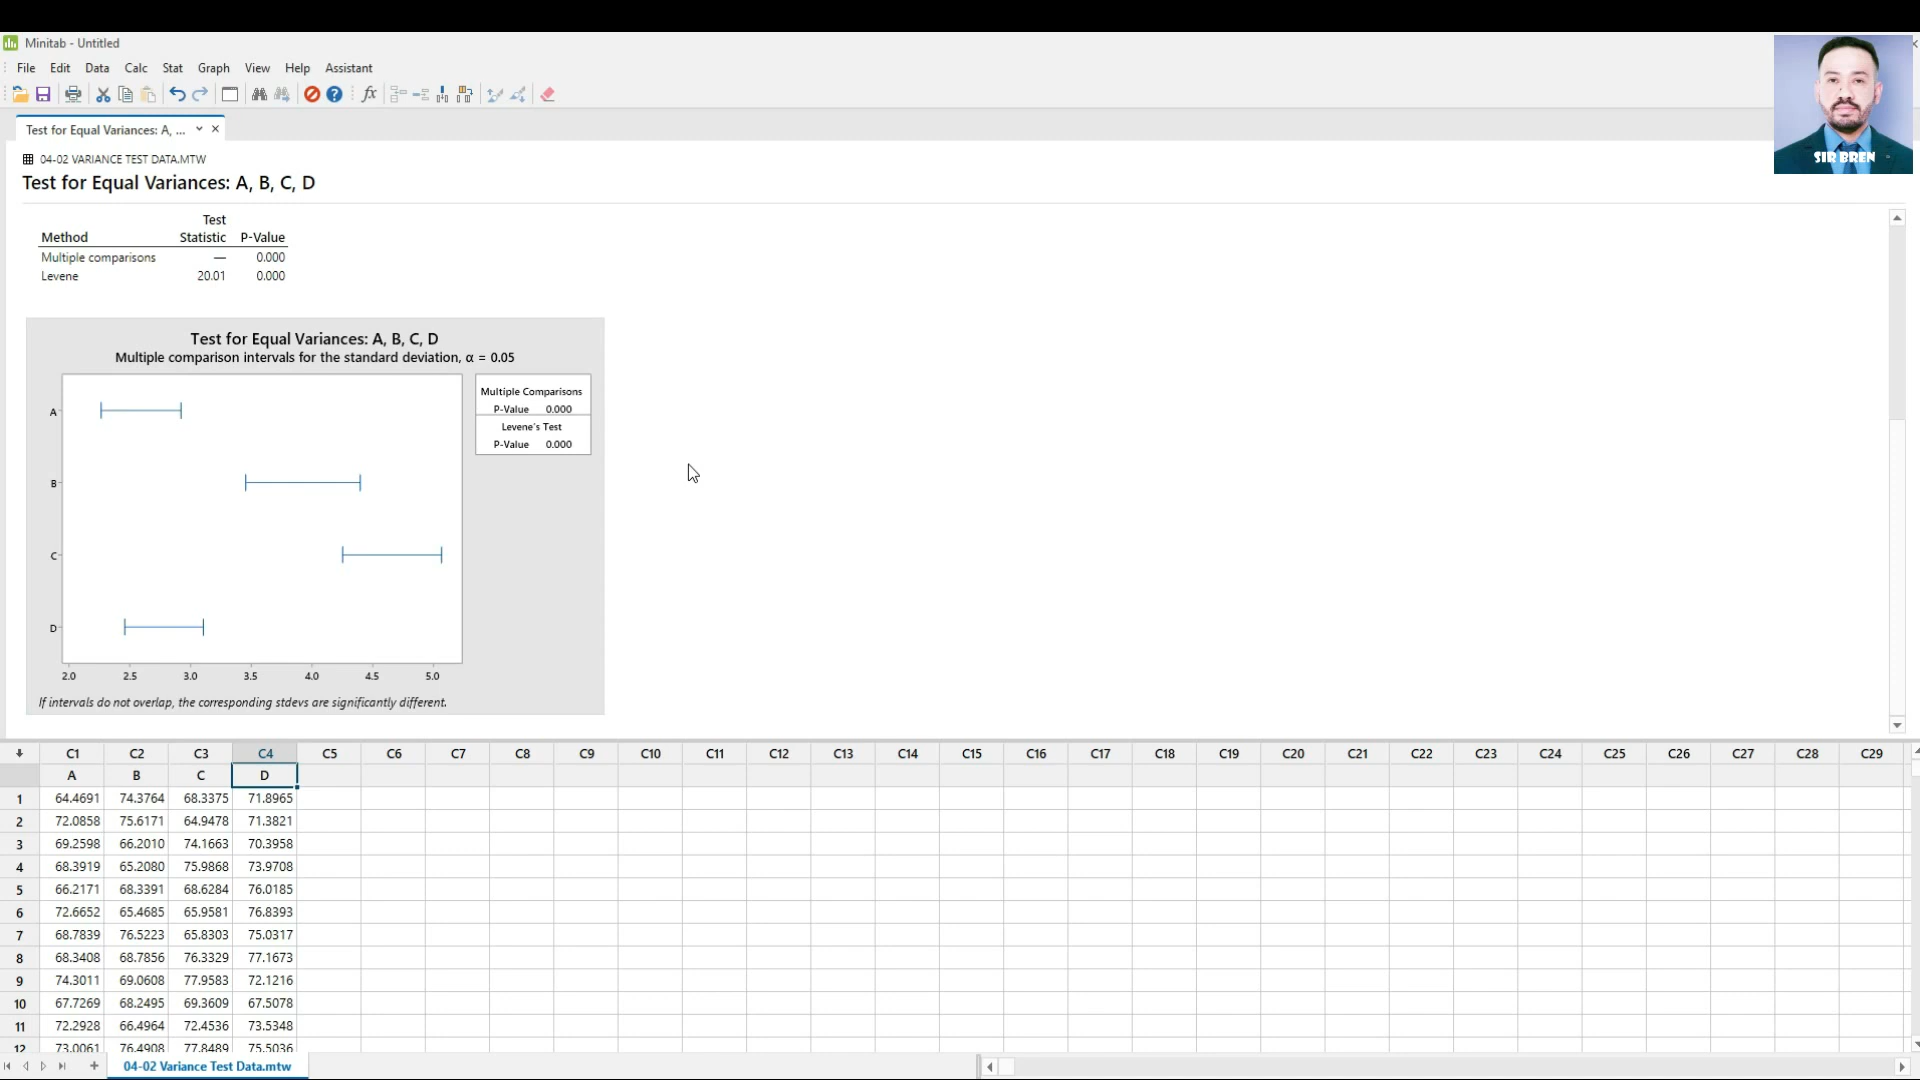 Minitab - Untitled
File Edit Data Calc Stat Graph View Help Assistant
SIR BREN
Test for Equal Variances: A, ...
04-02 VARIANCE TEST DATA.MTW
Test for Equal Variances: A, B, C, D
Test
Method Statistic P-Value
Multiple comparisons — 0.000
Levene 20.01 0.000
Test for Equal Variances: A, B, C, D
Multiple comparison intervals for the standard deviation, α = 0.05
Multiple Comparisons
P-Value 0.000
Levene's Test
P-Value 0.000
A
B
C
D
2.0 2.5 3.0 3.5 4.0 4.5 5.0
If intervals do not overlap, the corresponding stdevs are significantly different.
C1 C2 C3 C4 C5 C6 C7 C8 C9 C10 C11 C12 C13 C14 C15 C16 C17 C18 C19 C20 C21 C22 C23 C24 C25 C26 C27 C28 C29
A B C D
1 64.4691 74.3764 68.3375 71.8965
2 72.0858 75.6171 64.9478 71.3821
3 69.2598 66.2010 74.1663 70.3958
4 68.3919 65.2080 75.9868 73.9708
5 66.2171 68.3391 68.6284 76.0185
6 72.6652 65.4685 65.9581 76.8393
7 68.7839 76.5223 65.8303 75.0317
8 68.3408 68.7856 76.3329 77.1673
9 74.3011 69.0608 77.9583 72.1216
10 67.7269 68.2495 69.3609 67.5078
11 72.2928 66.4964 72.4536 73.5348
12 73.0061 76.4908 77.8489 75.5036
04-02 Variance Test Data.mtw